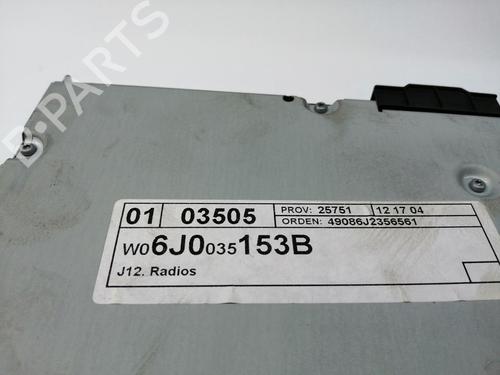 B-PARTS
01 03505 PROV: 25751 12 17 04
ORDEN: 49086J2356561
W06J0035153B
J12. Radios